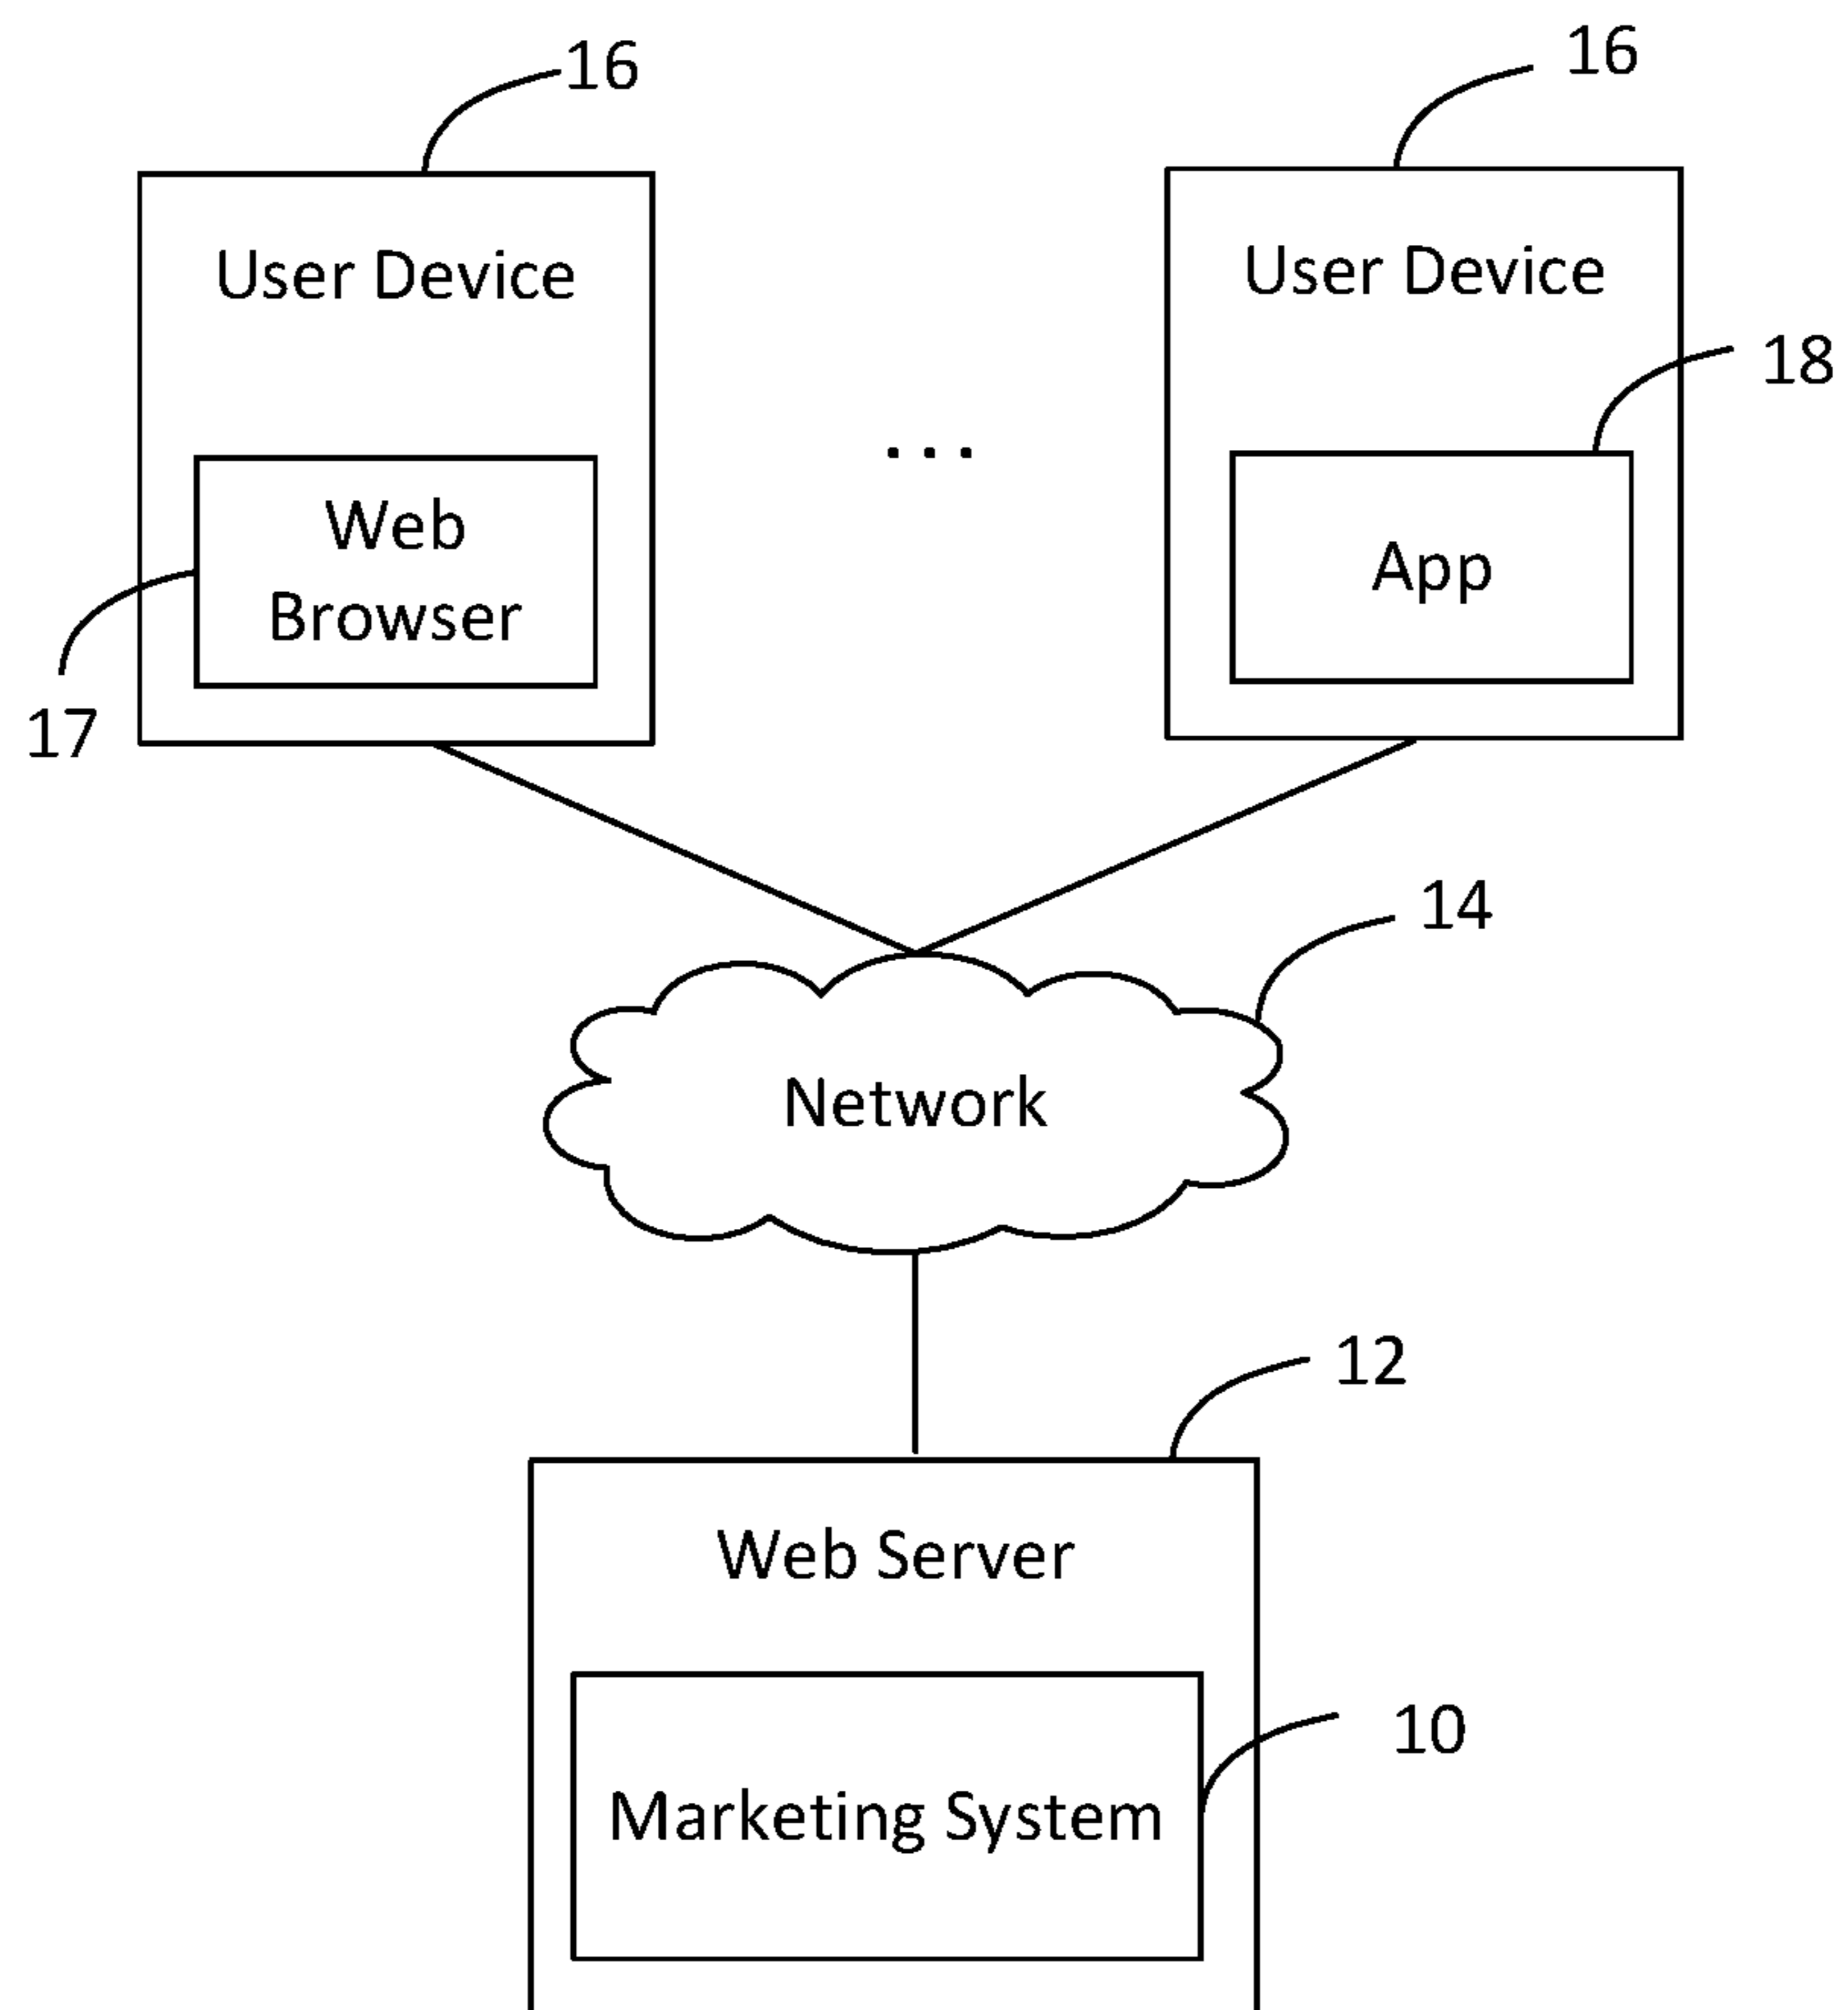 16
16
User Device
User Device
18
...
Web
Browser
App
17
14
Network
12
Web Server
10
Marketing System